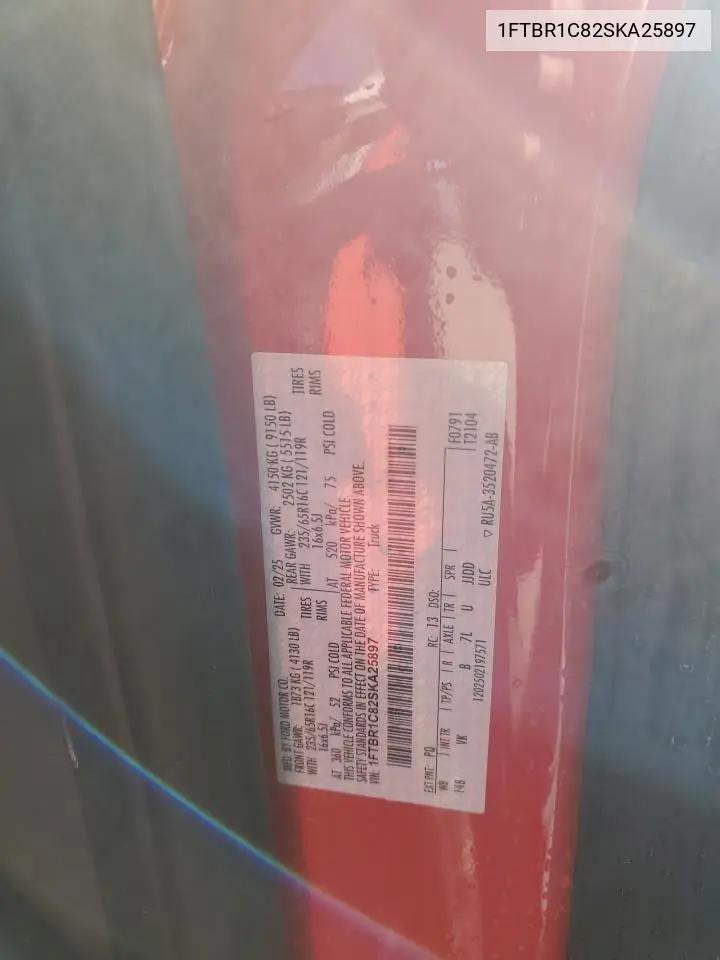 1FTBR1C82SKA25897
MFD. BY FORD MOTOR CO. DATE: 02/25 GVWR: 4150 KG ( 9150 LB)
FRONT GAWR: 1873 KG ( 4130 LB) REAR GAWR: 2502 KG ( 5515 LB)
WITH 235/65R16C 121/119R TIRES WITH 235/65R16C 121/119R TIRES
16x6.5J RIMS 16x6.5J RIMS
AT 360 kPa/ 52 PSI COLD AT 520 kPa/ 75 PSI COLD
THIS VEHICLE CONFORMS TO ALL APPLICABLE FEDERAL MOTOR VEHICLE
SAFETY STANDARDS IN EFFECT ON THE DATE OF MANUFACTURE SHOWN ABOVE.
VIN: 1FTBR1C82SKA25897 TYPE: Truck
EXT PNT: PQ RC: 13 DSO: F0791
WB INT TR TP/PS R AXLE TR SPR T2104
148 VK B 7L U JJDD
1202502197571 ULC ▽ RU5A-3520472-AB